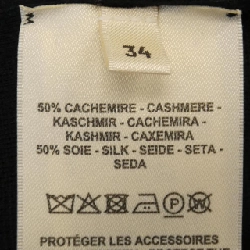 34
50% CACHEMIRE - CASHMERE -
KASCHMIR - CACHEMIRA -
KASHMIR - CAXEMIRA
50% SOIE - SILK - SEIDE - SETA -
SEDA
P W
PROTÉGER LES ACCESSOIRES